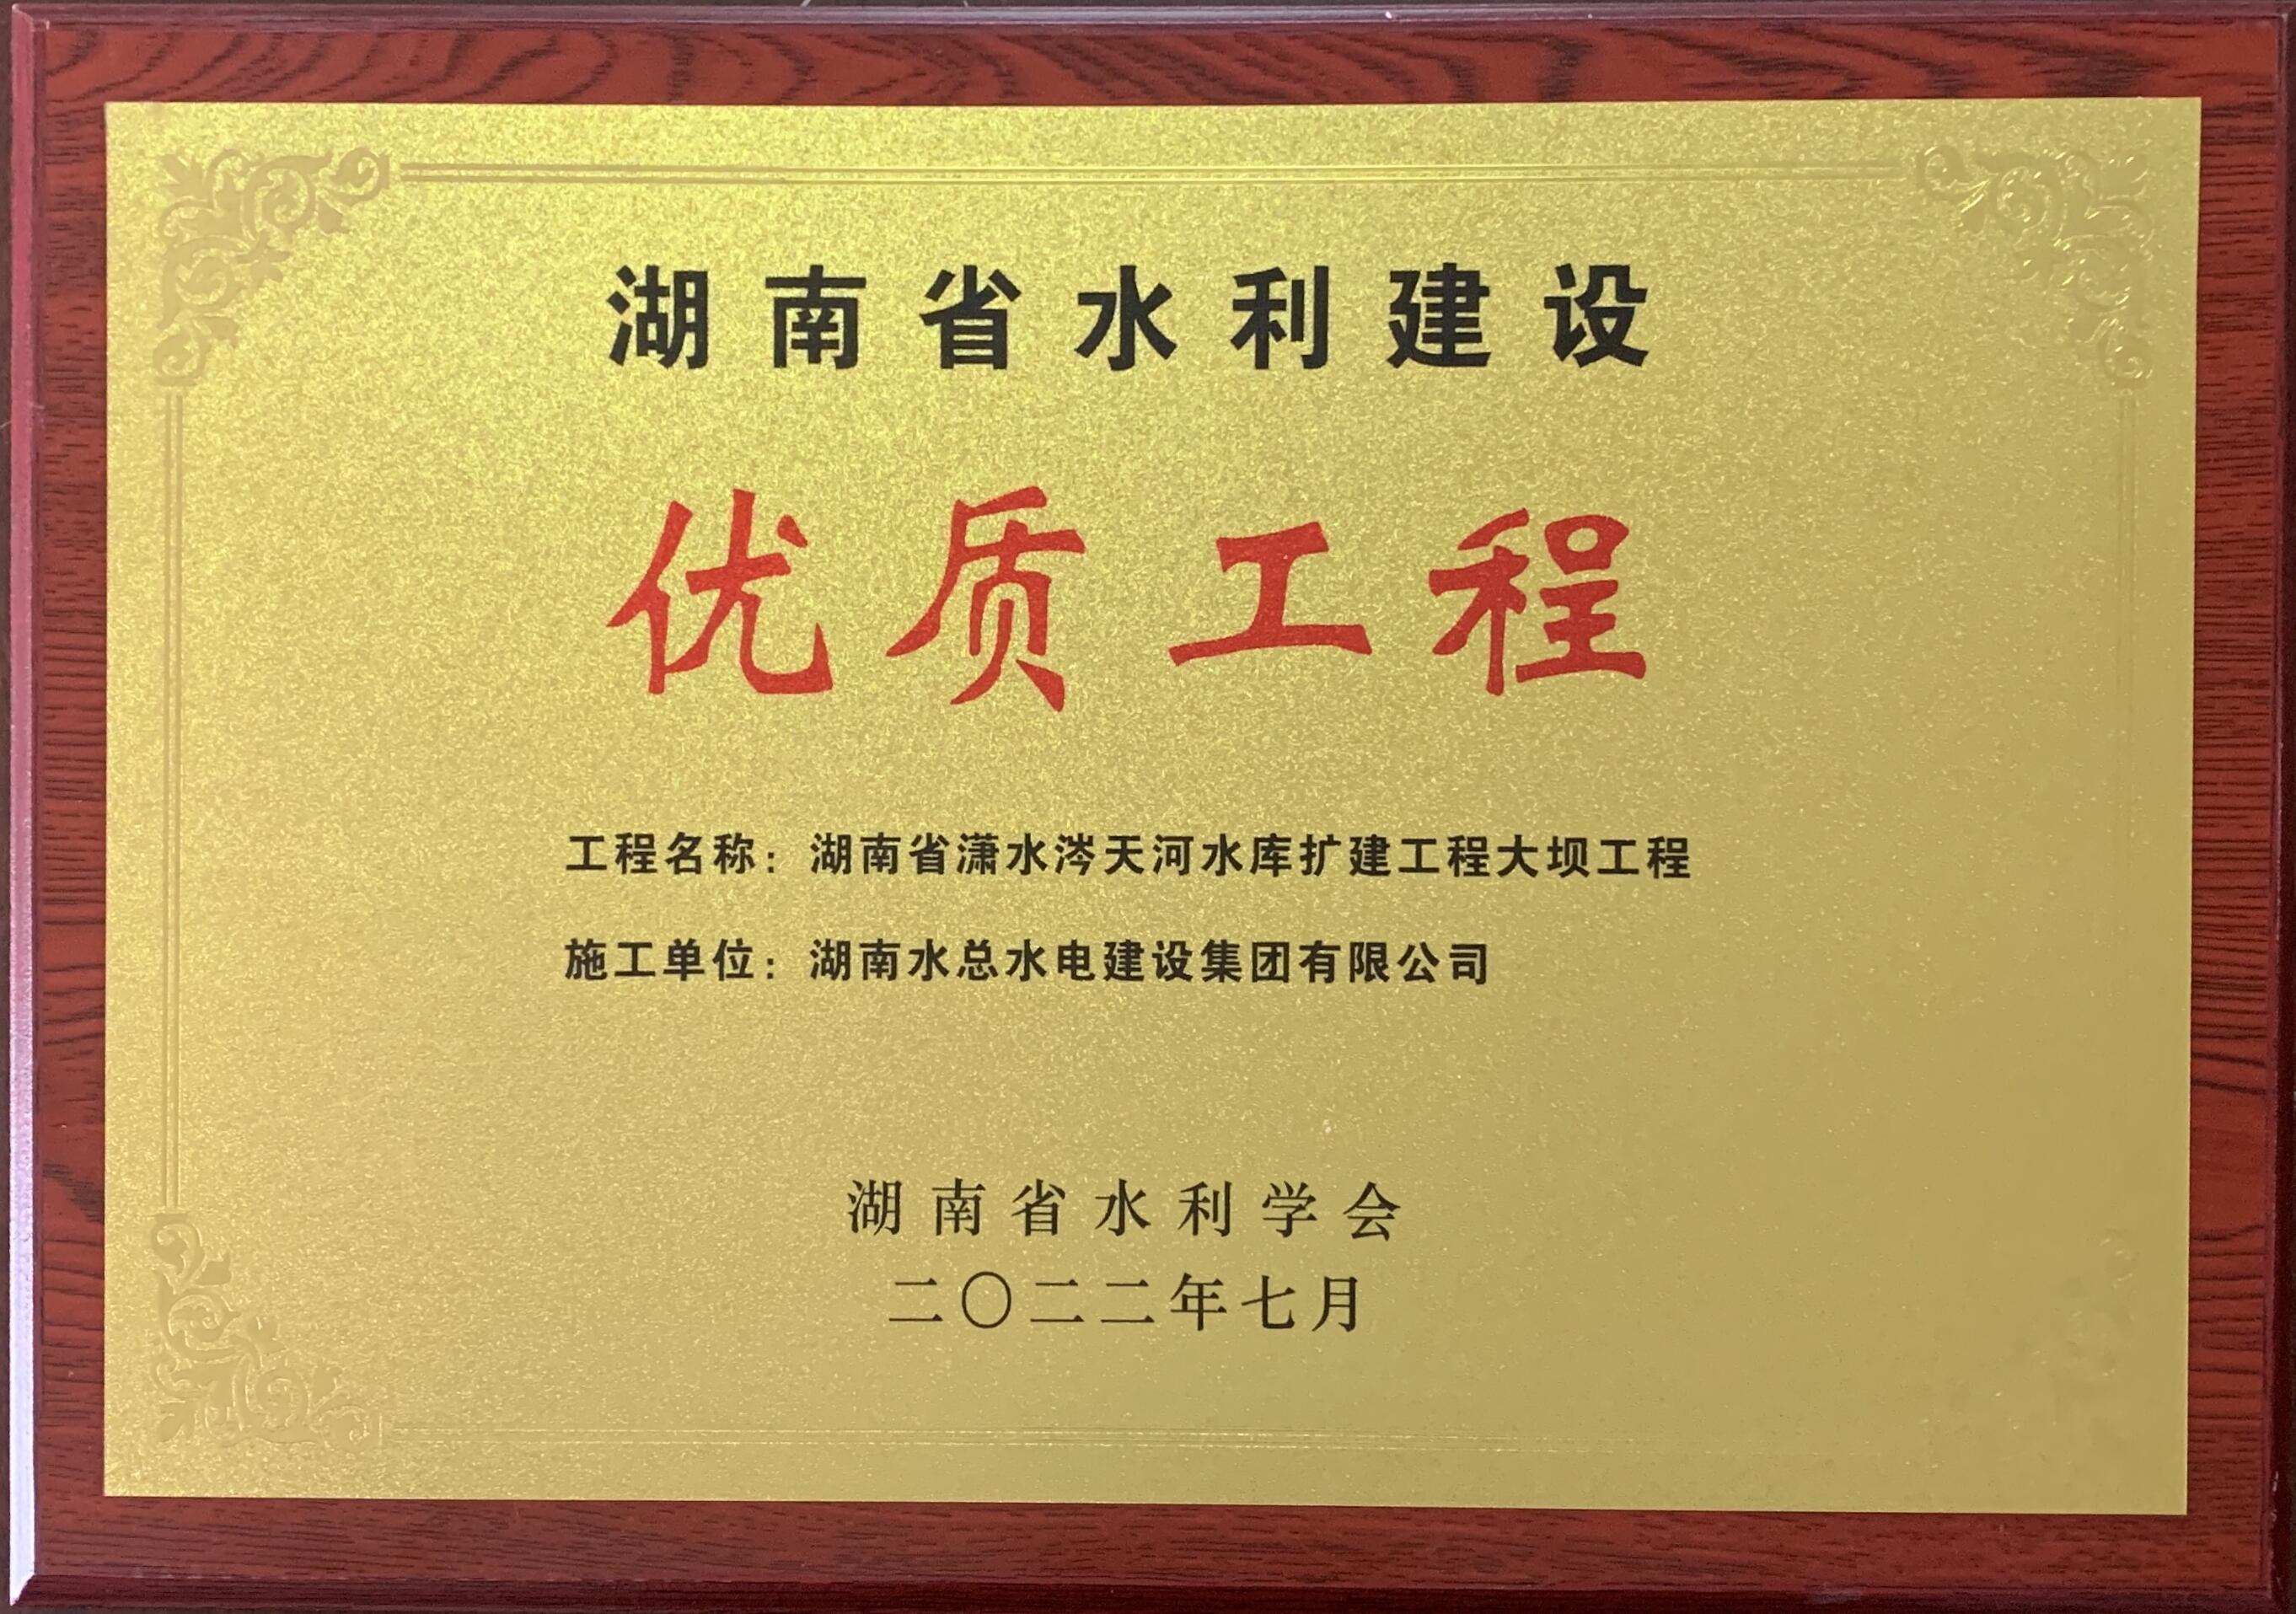 湖南省水利建设
优质工程
工程名称：湖南省潇水涔天河水库扩建工程大坝工程
施工单位：湖南水总水电建设集团有限公司
湖南省水利学会
二〇二二年七月